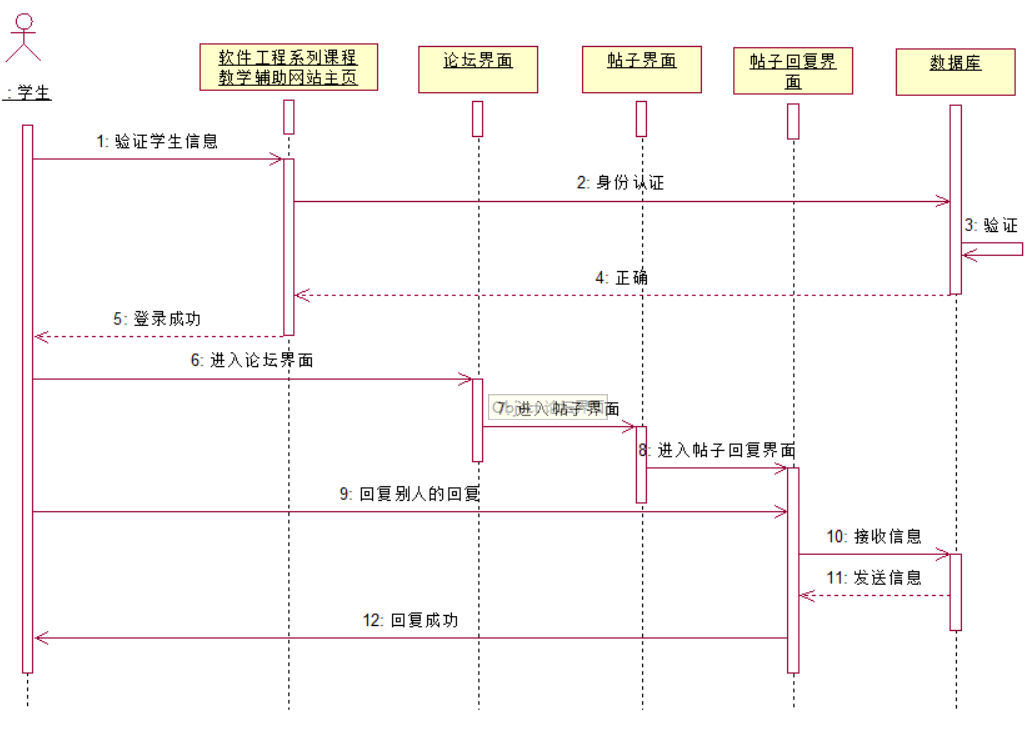 软件工程系列课程
教学辅助网站主页
论坛界面
帖子界面
帖子回复界
面
数据库
: 学生
1: 验证学生信息
2: 身份认证
3: 验证
4: 正确
5: 登录成功
6: 进入论坛界面
7: 进入帖子界面
8: 进入帖子回复界面
9: 回复别人的回复
10: 接收信息
11: 发送信息
12: 回复成功